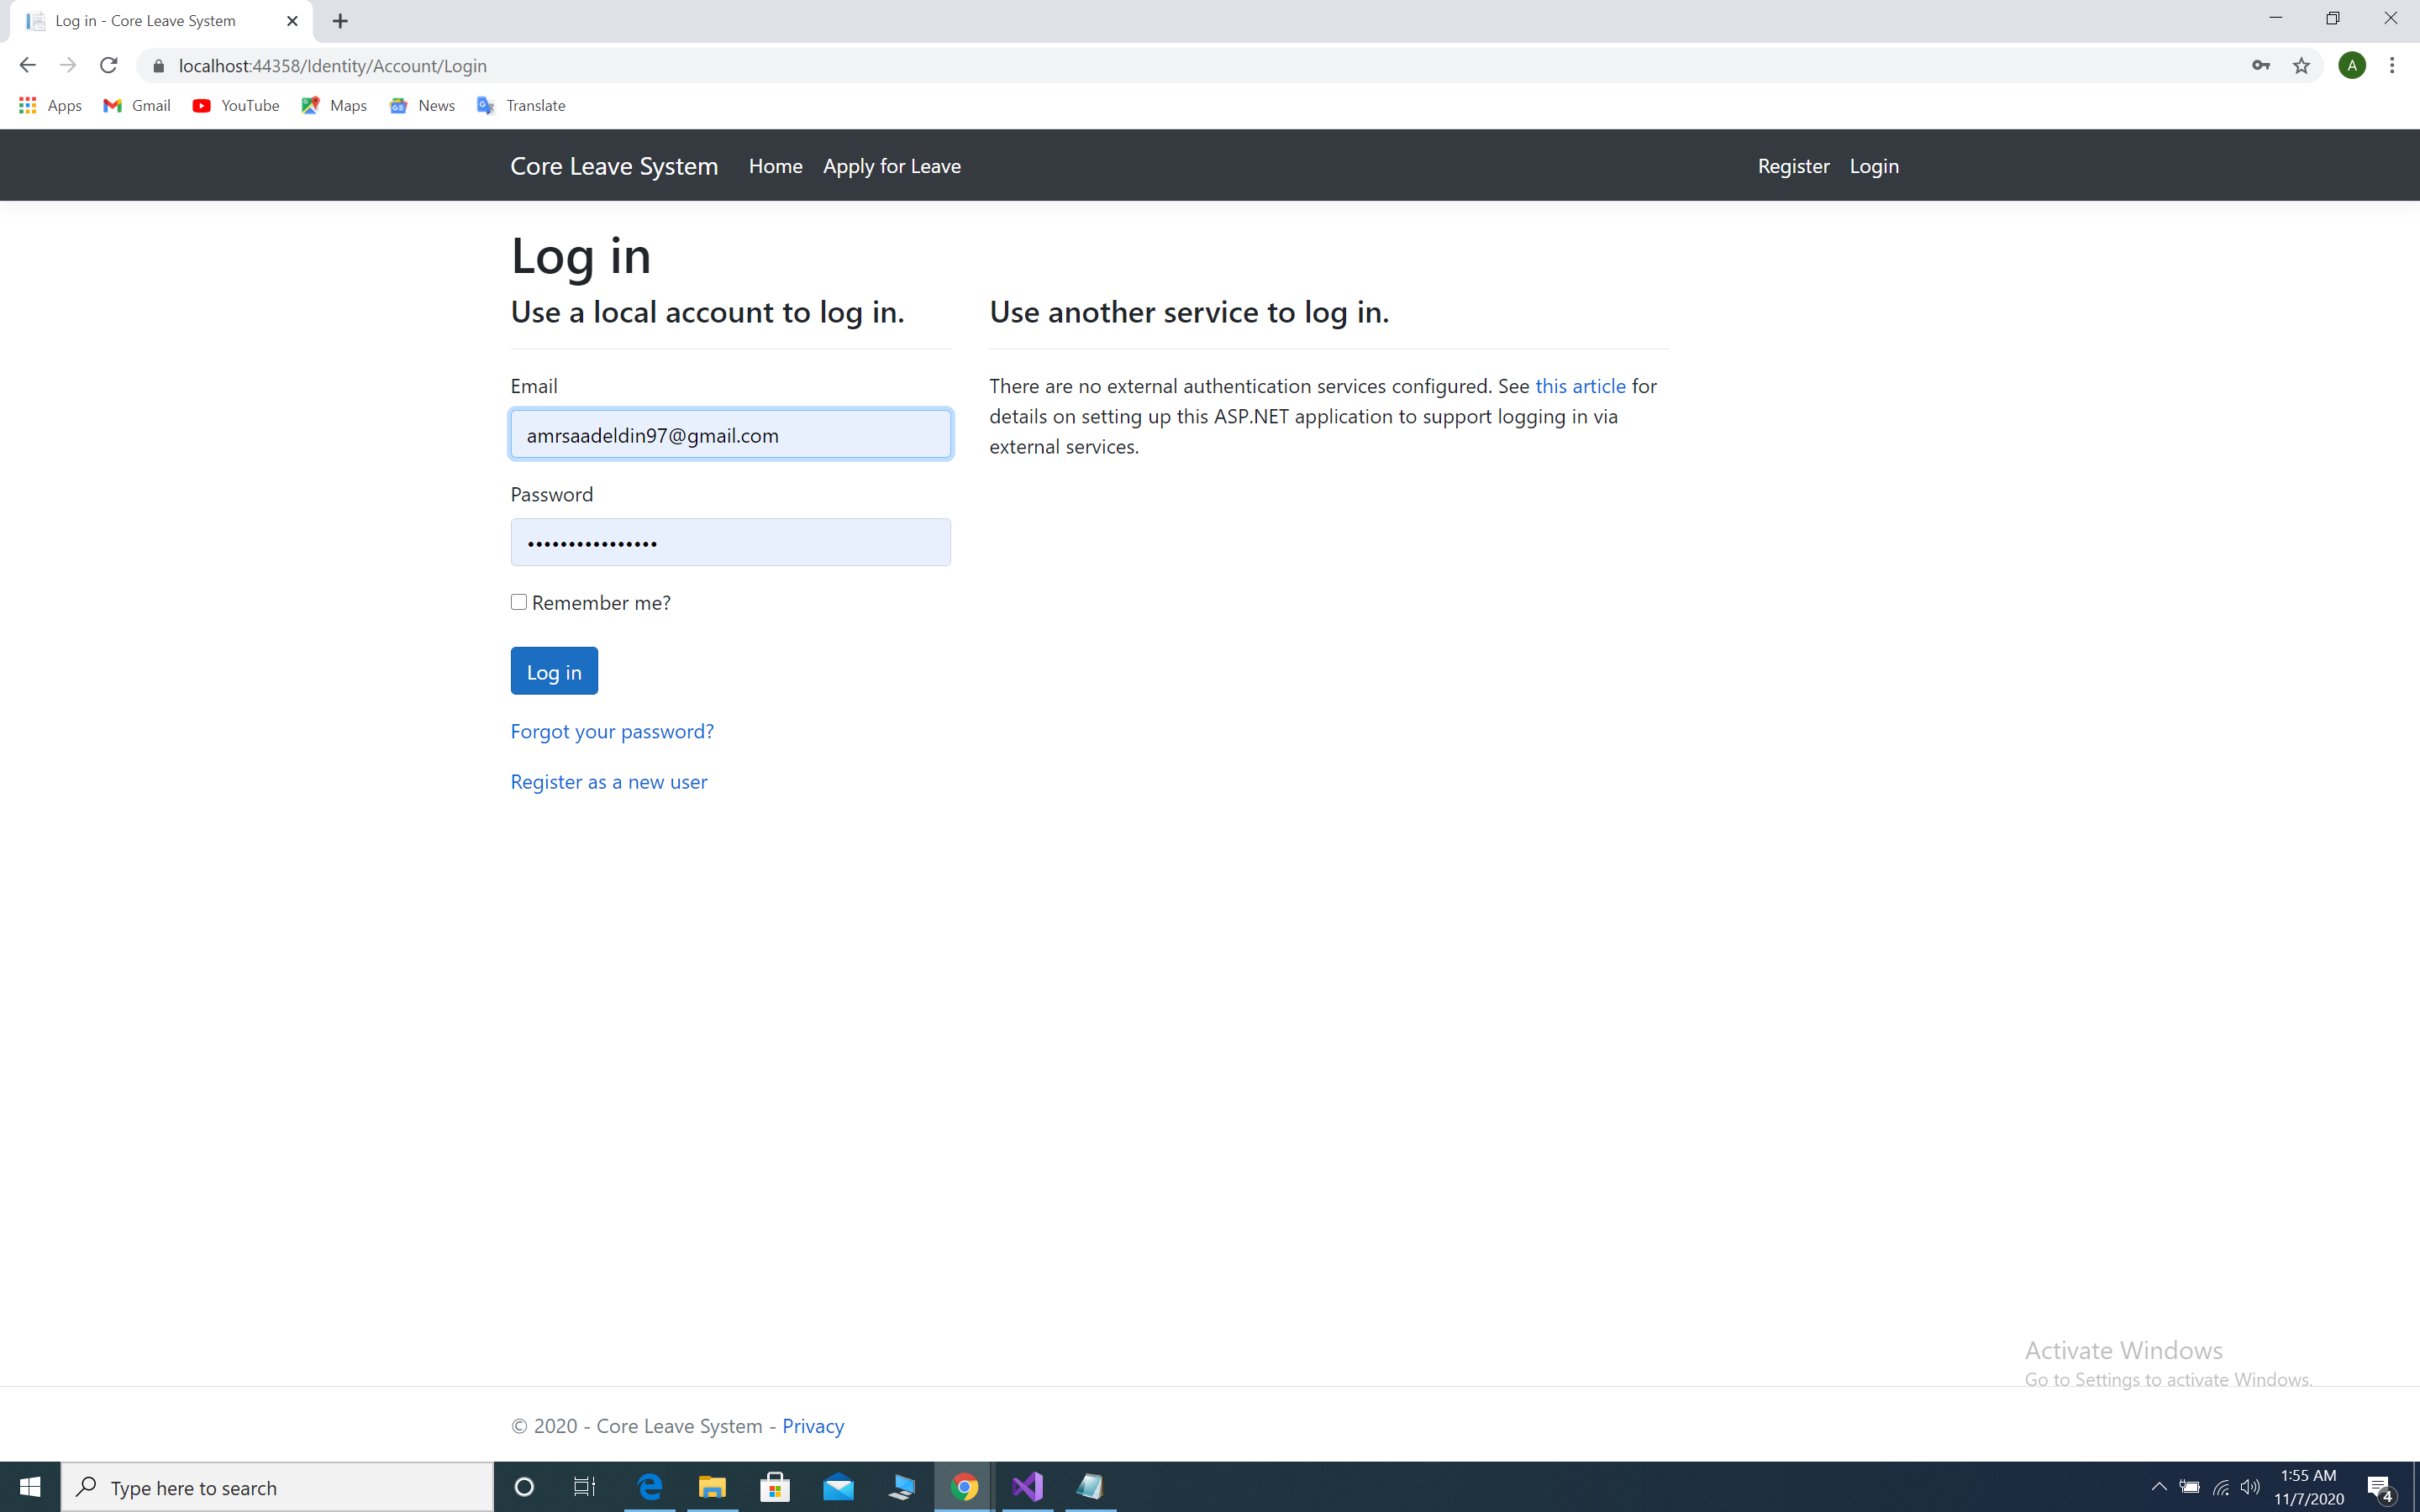 Log in - Core Leave System
localhost:44358/Identity/Account/Login
A
Apps Gmail YouTube Maps News Translate
Core Leave System Home Apply for Leave Register Login
Log in
Use a local account to log in.
Use another service to log in.
Email
amrsaadeldin97@gmail.com
Password
••••••••••••••••
Remember me?
Log in
Forgot your password?
Register as a new user
There are no external authentication services configured. See this article for
details on setting up this ASP.NET application to support logging in via
external services.
Activate Windows
Go to Settings to activate Windows.
© 2020 - Core Leave System - Privacy
Type here to search
1:55 AM
11/7/2020
4